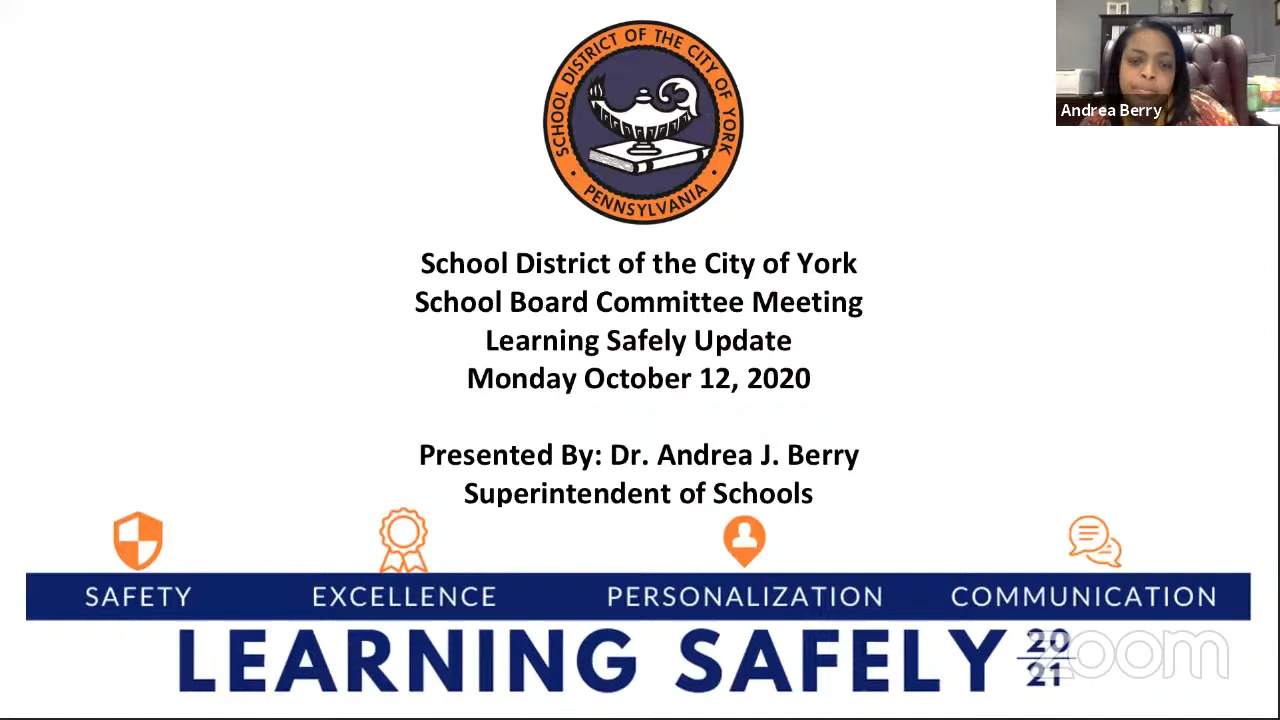 SCHOOL DISTRICT OF THE CITY OF YORK
• PENNSYLVANIA •
Andrea Berry
School District of the City of York
School Board Committee Meeting
Learning Safely Update
Monday October 12, 2020
Presented By: Dr. Andrea J. Berry
Superintendent of Schools
SAFETY EXCELLENCE PERSONALIZATION COMMUNICATION
LEARNING SAFELY 20
21
zoom